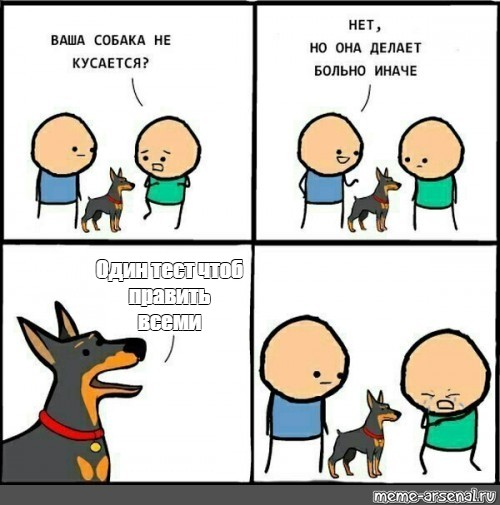 ВАША СОБАКА НЕ
КУСАЕТСЯ?
НЕТ,
НО ОНА ДЕЛАЕТ
БОЛЬНО ИНАЧЕ
Один тест чтоб
править
всеми
meme-arsenal.ru